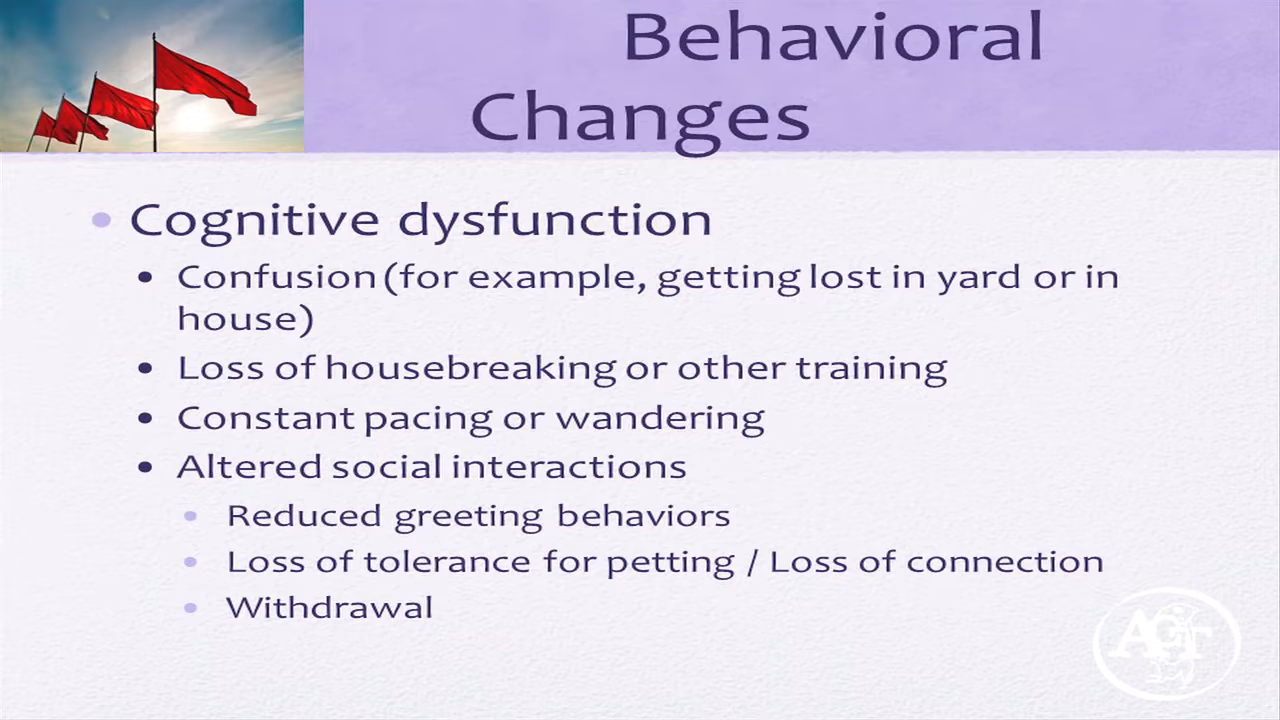 Behavioral
Changes
• Cognitive dysfunction
• Confusion (for example, getting lost in yard or in
house)
• Loss of housebreaking or other training
• Constant pacing or wandering
• Altered social interactions
• Reduced greeting behaviors
• Loss of tolerance for petting / Loss of connection
• Withdrawal
AGT